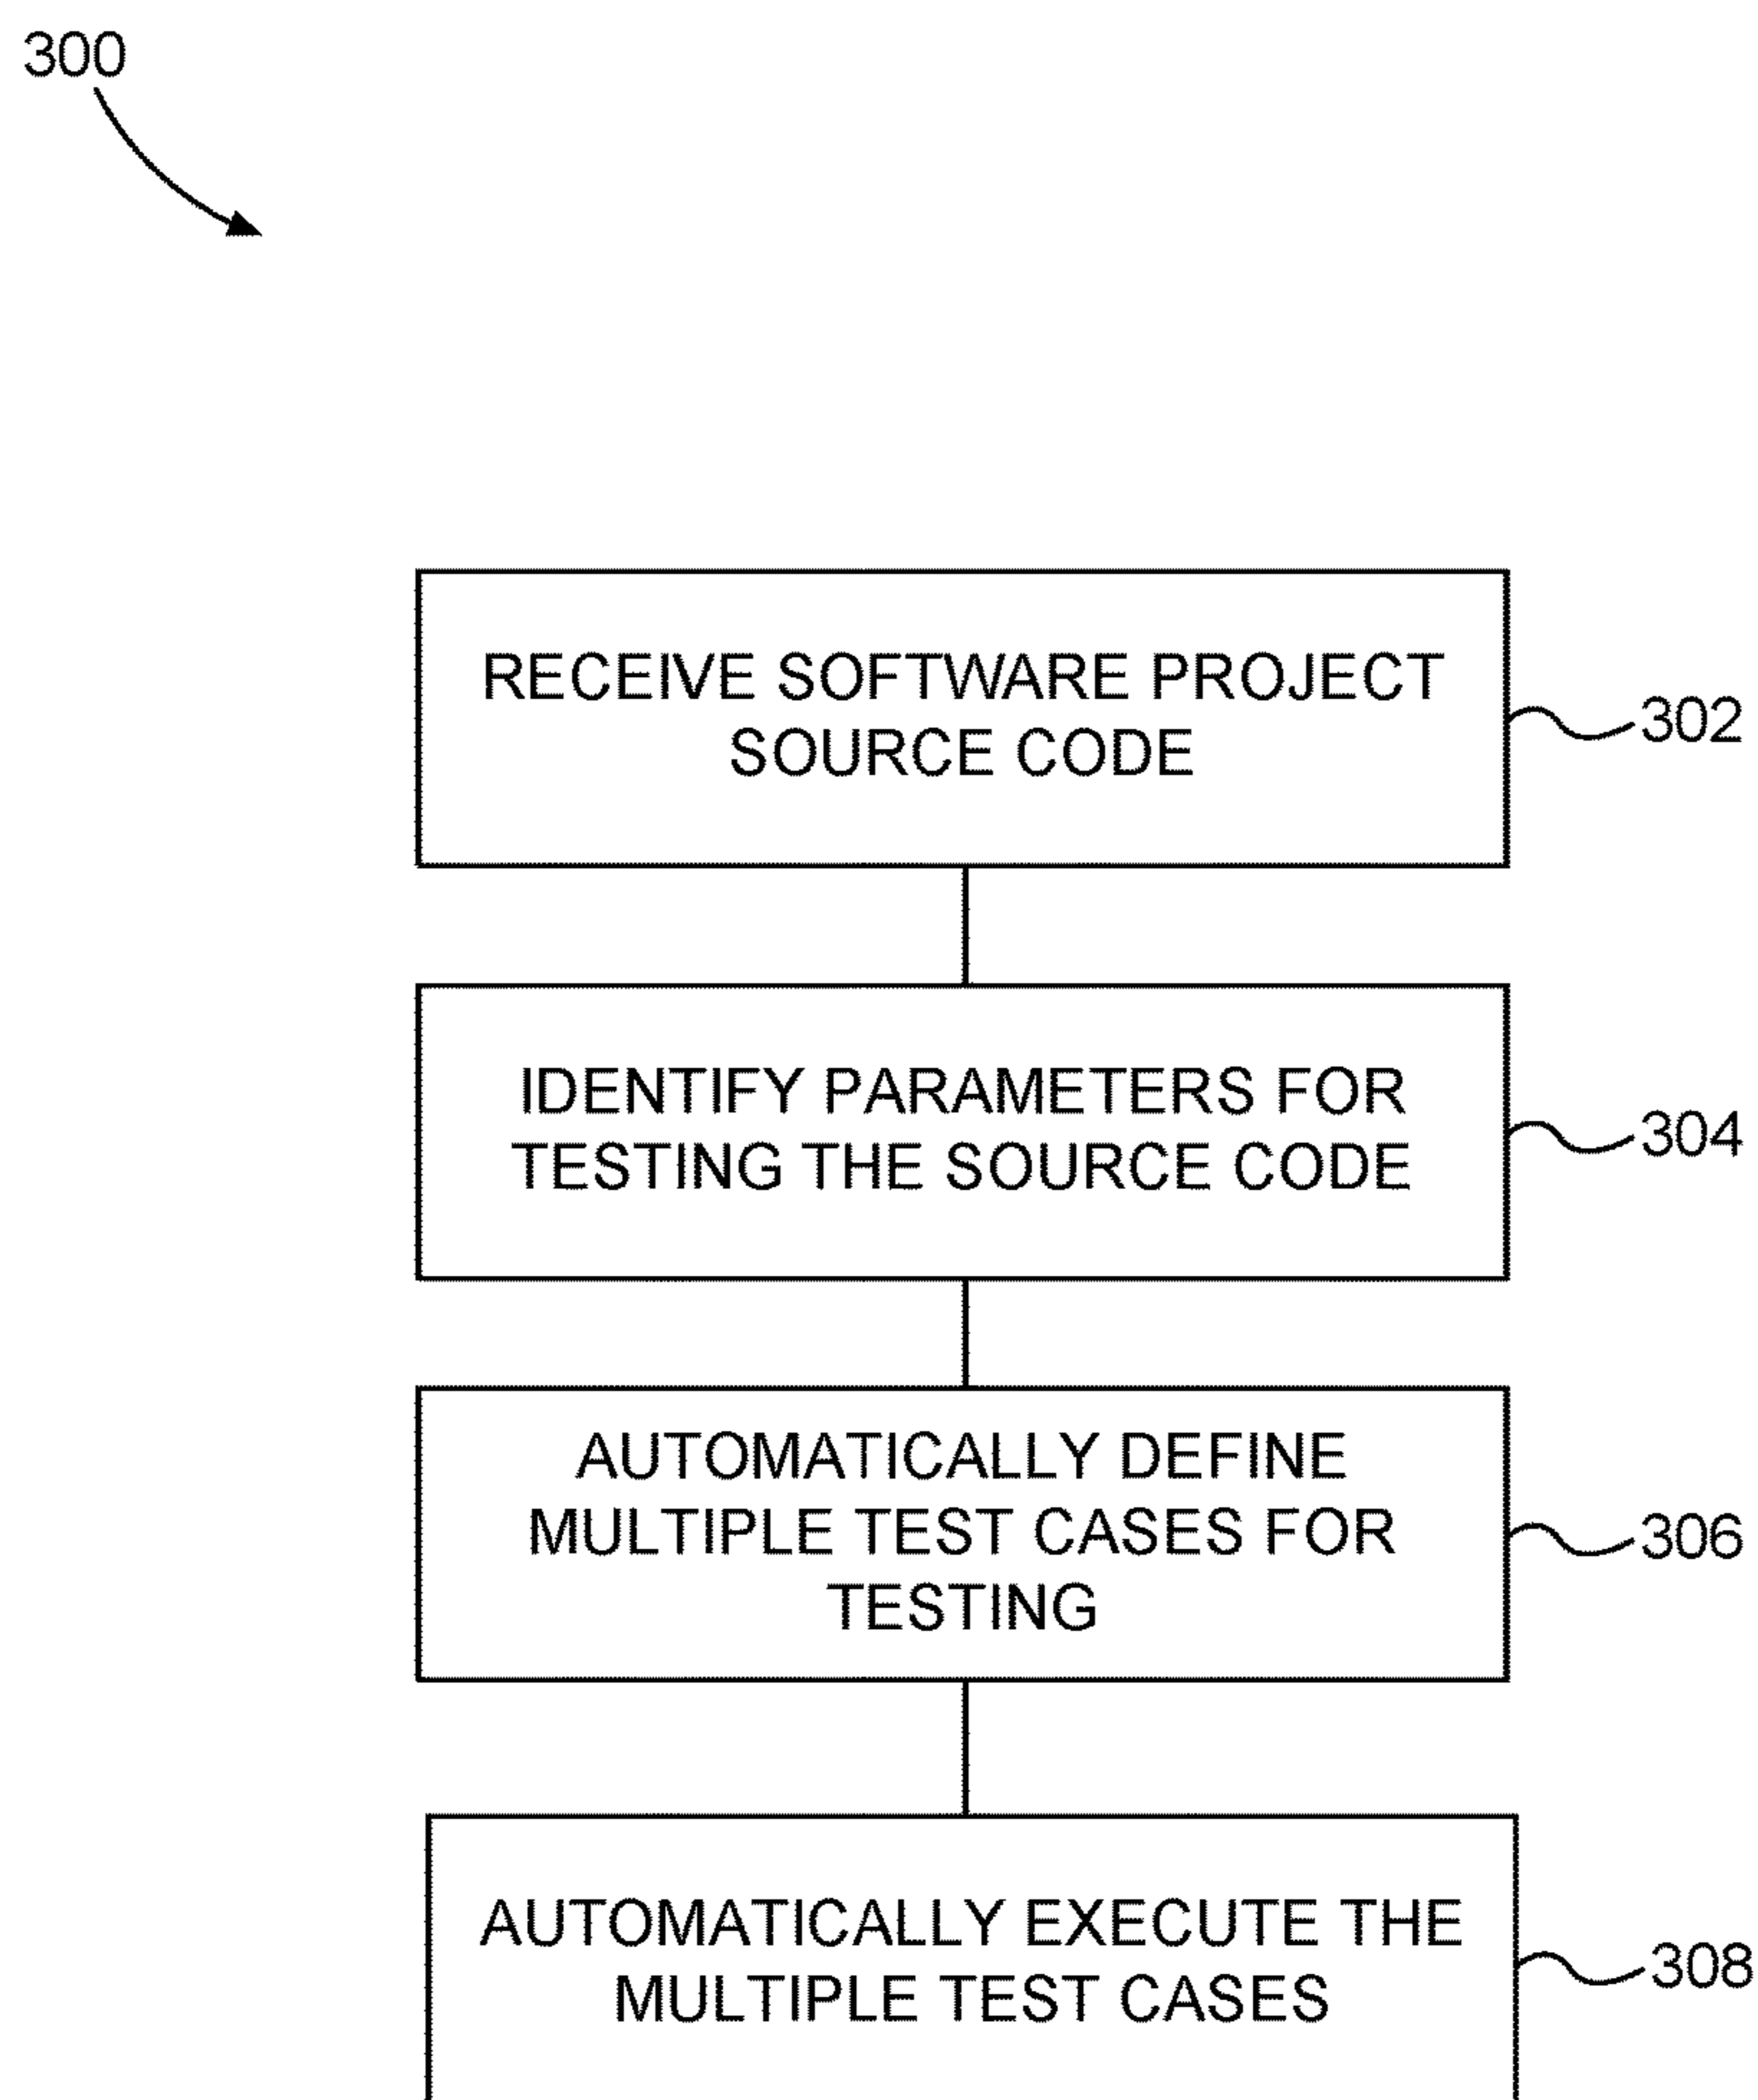 300
RECEIVE SOFTWARE PROJECT
SOURCE CODE
302
IDENTIFY PARAMETERS FOR
TESTING THE SOURCE CODE
304
AUTOMATICALLY DEFINE
MULTIPLE TEST CASES FOR
TESTING
306
AUTOMATICALLY EXECUTE THE
MULTIPLE TEST CASES
308